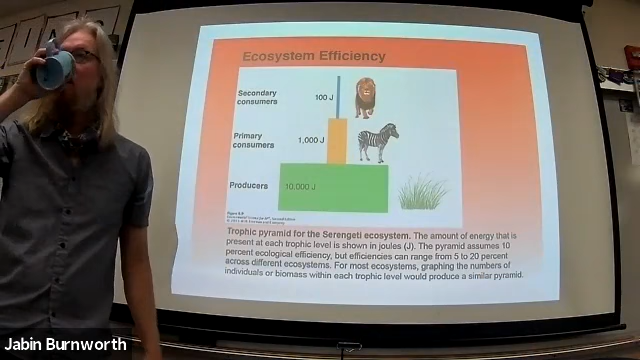 Ecosystem Efficiency
Secondary
consumers
100 J
Primary
consumers
1,000 J
Producers
10,000 J
Trophic pyramid for the Serengeti ecosystem. The amount of energy that is
present at each trophic level is shown in joules (J). The pyramid assumes 10
percent ecological efficiency, but efficiencies can range from 5 to 20 percent
across different ecosystems. For most ecosystems, graphing the numbers of
individuals or biomass within each trophic level would produce a similar pyramid.
Jabin Burnworth